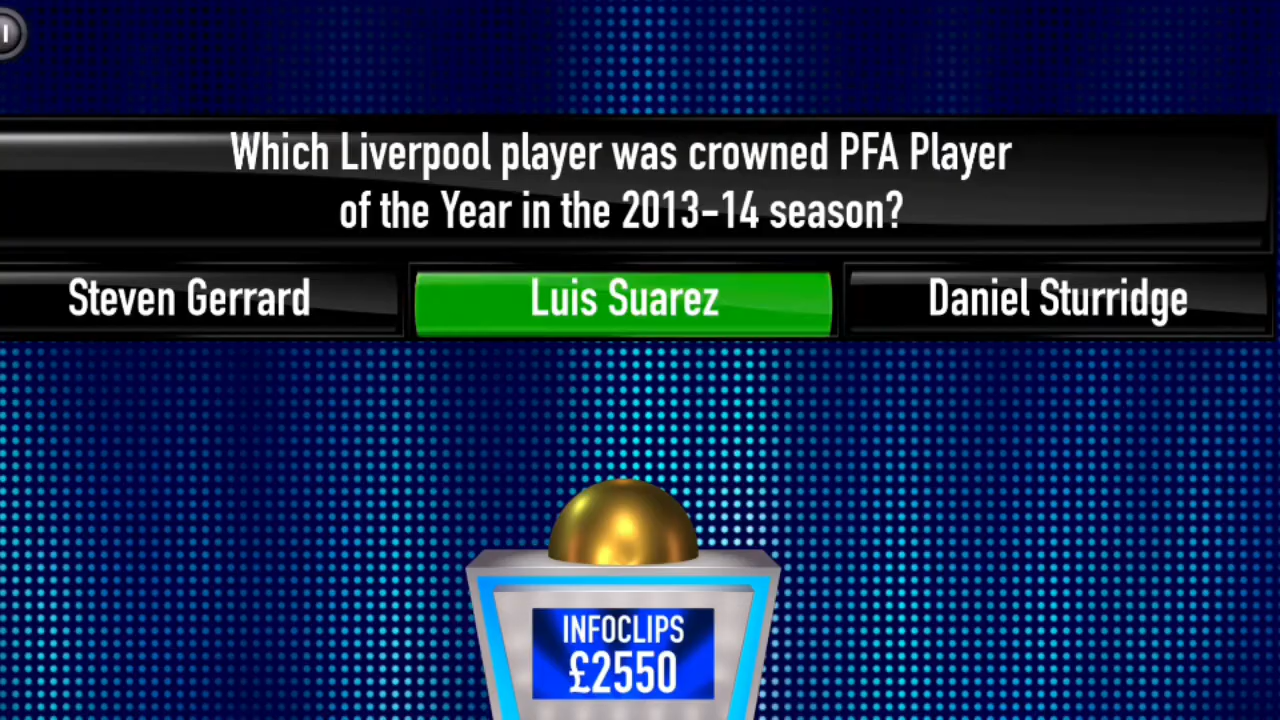 Which Liverpool player was crowned PFA Player
of the Year in the 2013-14 season?
Steven Gerrard
Luis Suarez
Daniel Sturridge
INFOCLIPS
£2550